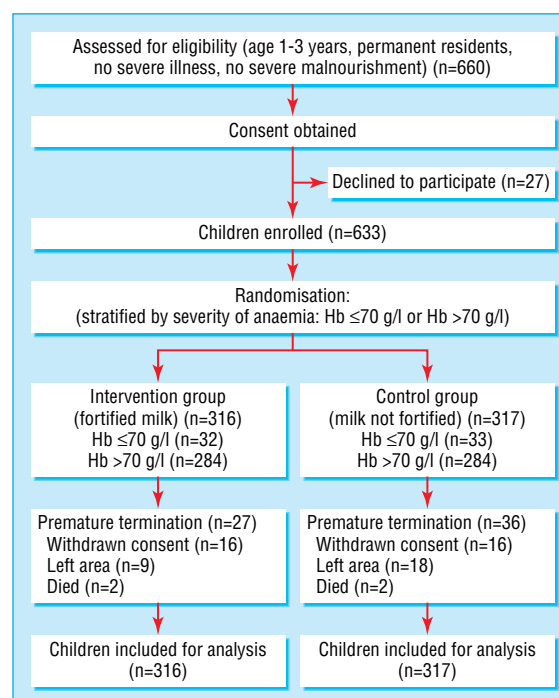 Assessed for eligibility (age 1-3 years, permanent residents,
no severe illness, no severe malnourishment) (n=660)
Consent obtained
Declined to participate (n=27)
Children enrolled (n=633)
Randomisation:
(stratified by severity of anaemia: Hb ≤70 g/l or Hb >70 g/l)
Intervention group
(fortified milk) (n=316)
Hb ≤70 g/l (n=32)
Hb >70 g/l (n=284)
Control group
(milk not fortified) (n=317)
Hb ≤70 g/l (n=33)
Hb >70 g/l (n=284)
Premature termination (n=27)
Withdrawn consent (n=16)
Left area (n=9)
Died (n=2)
Premature termination (n=36)
Withdrawn consent (n=16)
Left area (n=18)
Died (n=2)
Children included for analysis
(n=316)
Children included for analysis
(n=317)